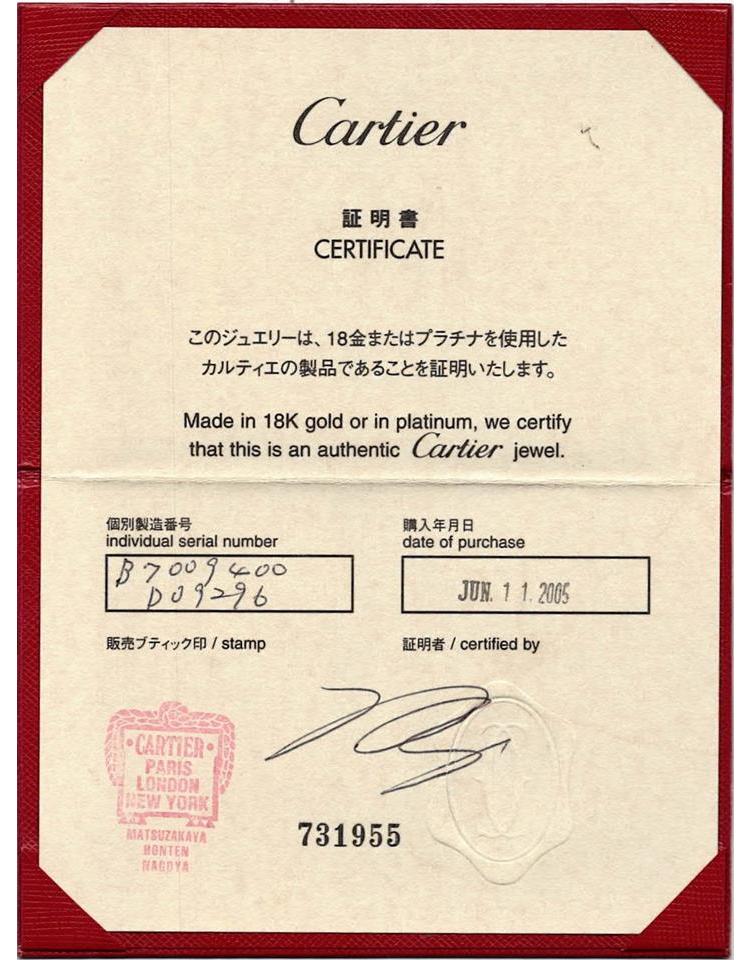 Cartier
証明書
CERTIFICATE
このジュエリーは、18金またはプラチナを使用した
カルティエの製品であることを証明いたします。
Made in 18K gold or in platinum, we certify
that this is an authentic Cartier jewel.
個別製造番号
individual serial number
B7009400
D09296
購入年月日
date of purchase
JUN. 11. 2005
販売ブティック印 / stamp
証明者 / certified by
CARTIER
PARIS
LONDON
NEW YORK
MATSUZAKAYA
HONTEN
NAGOYA
731955